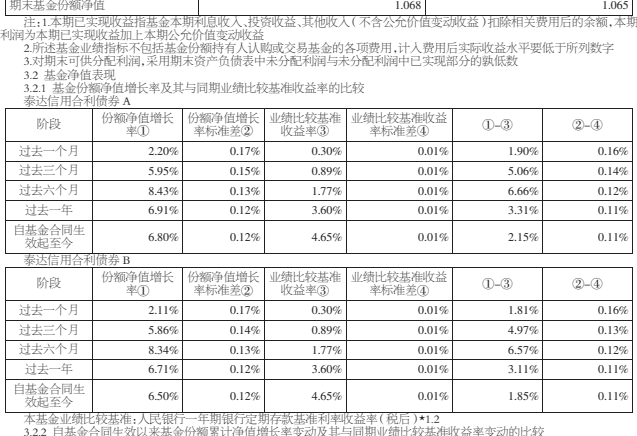 期末基金份额净值 1.068 1.065
注:1.本期已实现收益指基金本期利息收入、投资收益、其他收入(不含公允价值变动收益)扣除相关费用后的余额,本期
利润为本期已实现收益加上本期公允价值变动收益
2.所述基金业绩指标不包括基金份额持有人认购或交易基金的各项费用,计入费用后实际收益水平要低于所列数字
3.对期末可供分配利润,采用期末资产负债表中未分配利润与未分配利润中已实现部分的孰低数
3.2 基金净值表现
3.2.1 基金份额净值增长率及其与同期业绩比较基准收益率的比较
泰达信用合利债券 A
阶段 份额净值增长率① 份额净值增长率标准差② 业绩比较基准收益率③ 业绩比较基准收益率标准差④ ①-③ ②-④
过去一个月 2.20% 0.17% 0.30% 0.01% 1.90% 0.16%
过去三个月 5.95% 0.15% 0.89% 0.01% 5.06% 0.14%
过去六个月 8.43% 0.13% 1.77% 0.01% 6.66% 0.12%
过去一年 6.91% 0.12% 3.60% 0.01% 3.31% 0.11%
自基金合同生效起至今 6.80% 0.12% 4.65% 0.01% 2.15% 0.11%
泰达信用合利债券 B
阶段 份额净值增长率① 份额净值增长率标准差② 业绩比较基准收益率③ 业绩比较基准收益率标准差④ ①-③ ②-④
过去一个月 2.11% 0.17% 0.30% 0.01% 1.81% 0.16%
过去三个月 5.86% 0.14% 0.89% 0.01% 4.97% 0.13%
过去六个月 8.34% 0.13% 1.77% 0.01% 6.57% 0.12%
过去一年 6.71% 0.12% 3.60% 0.01% 3.11% 0.11%
自基金合同生效起至今 6.50% 0.12% 4.65% 0.01% 1.85% 0.11%
本基金业绩比较基准:人民银行一年期银行定期存款基准利率收益率(税后)*1.2
3.2.2 自基金合同生效以来基金份额累计净值增长率变动及其与同期业绩比较基准收益率变动的比较